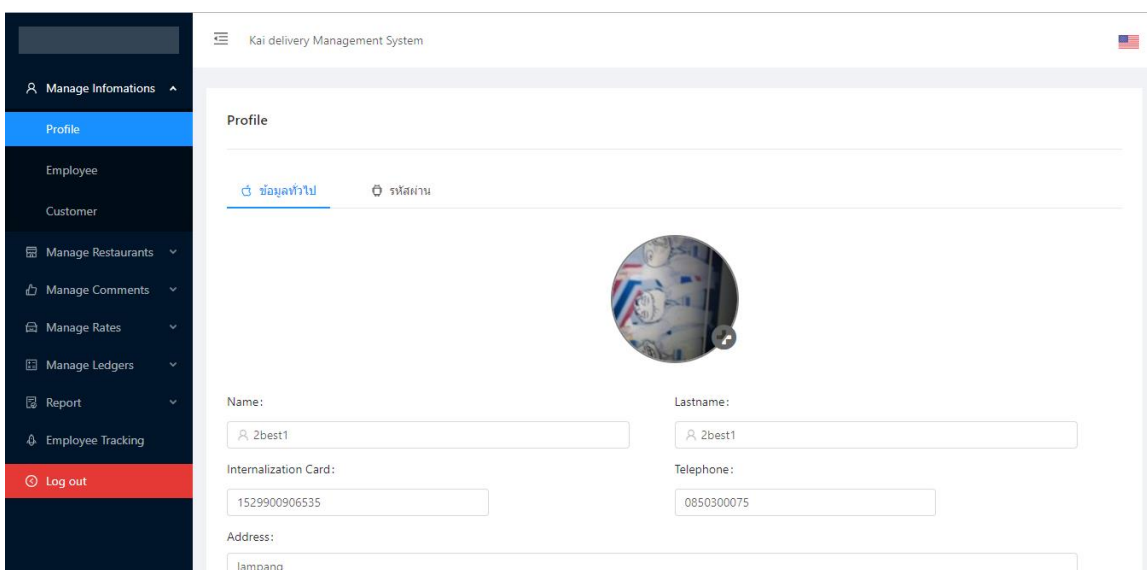 Kai delivery Management System
Manage Infomations
Profile
Employee
Customer
Manage Restaurants
Manage Comments
Manage Rates
Manage Ledgers
Report
Employee Tracking
Log out
Profile
ข้อมูลทั่วไป รหัสผ่าน
Name: Lastname:
2best1 2best1
Internalization Card: Telephone:
1529900906535 0850300075
Address:
lampang